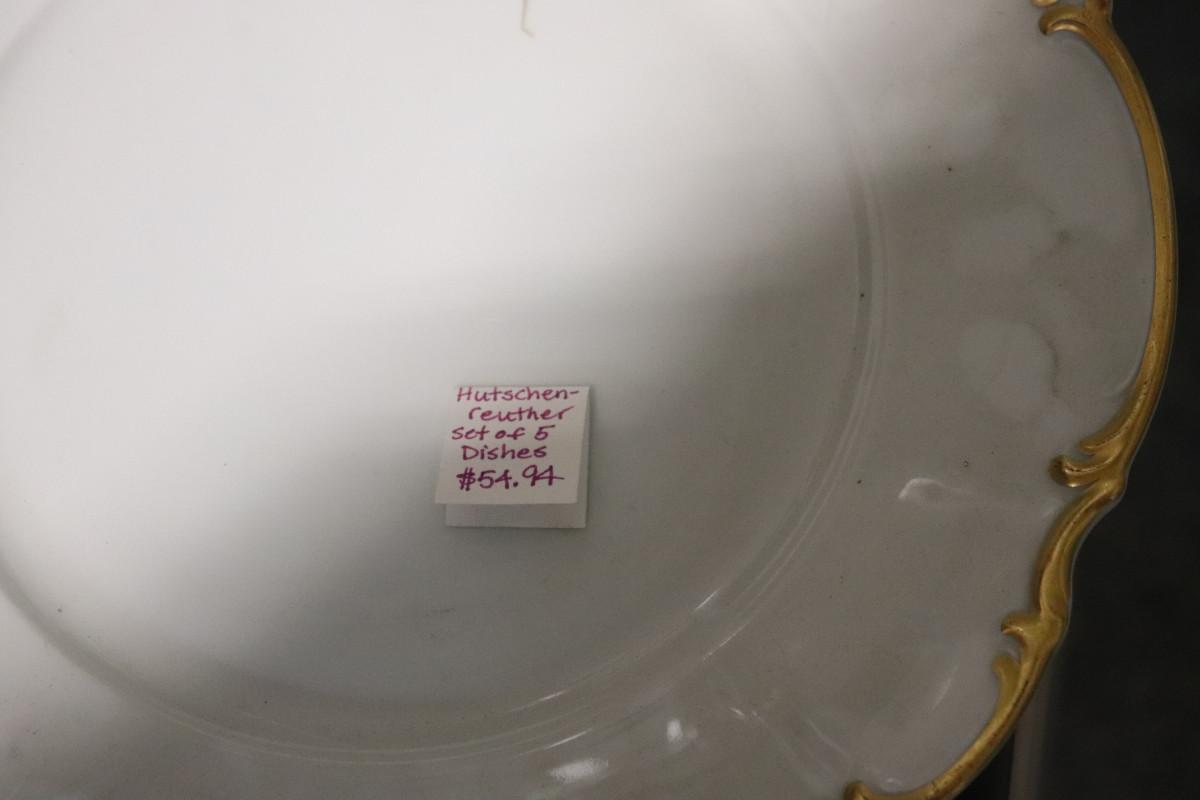 Hutschen-
reuther
set of 5
Dishes
$54.94